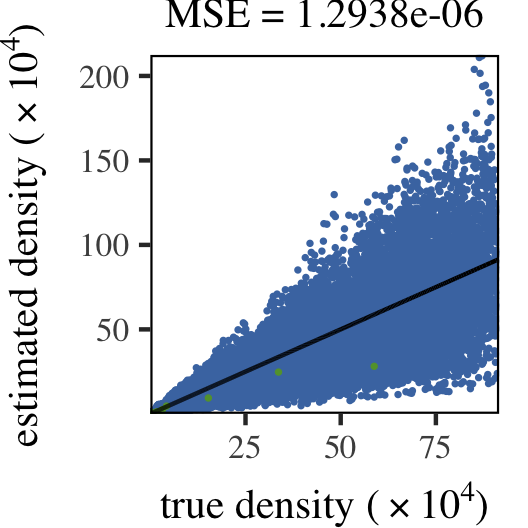 MSE = 1.2938e-06
estimated density ( × 10⁴)
200
150
100
50
25 50 75
true density ( × 10⁴)